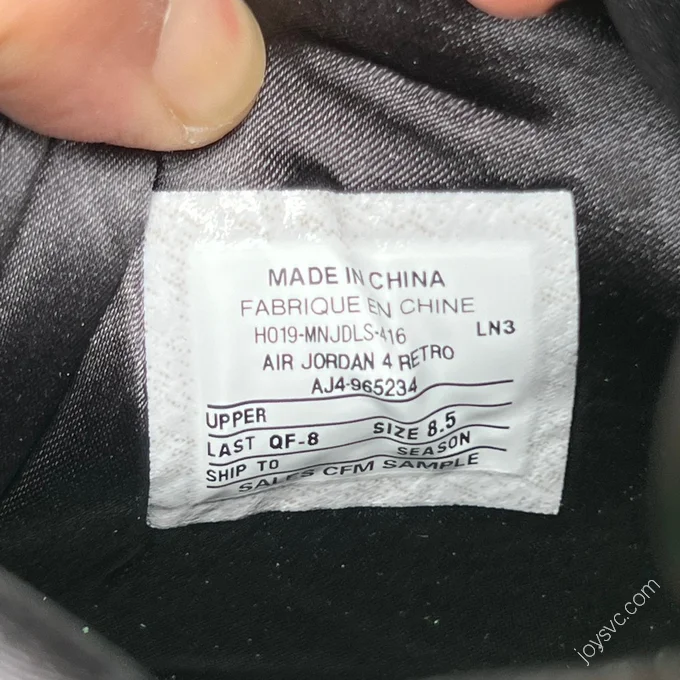 MADE IN CHINA
FABRIQUE EN CHINE
H019-MNJDLS-416 LN3
AIR JORDAN 4 RETRO
AJ4-965234
UPPER
LAST QF-8 SIZE 8.5
SHIP TO SEASON
SALES CFM SAMPLE
joysvc.com